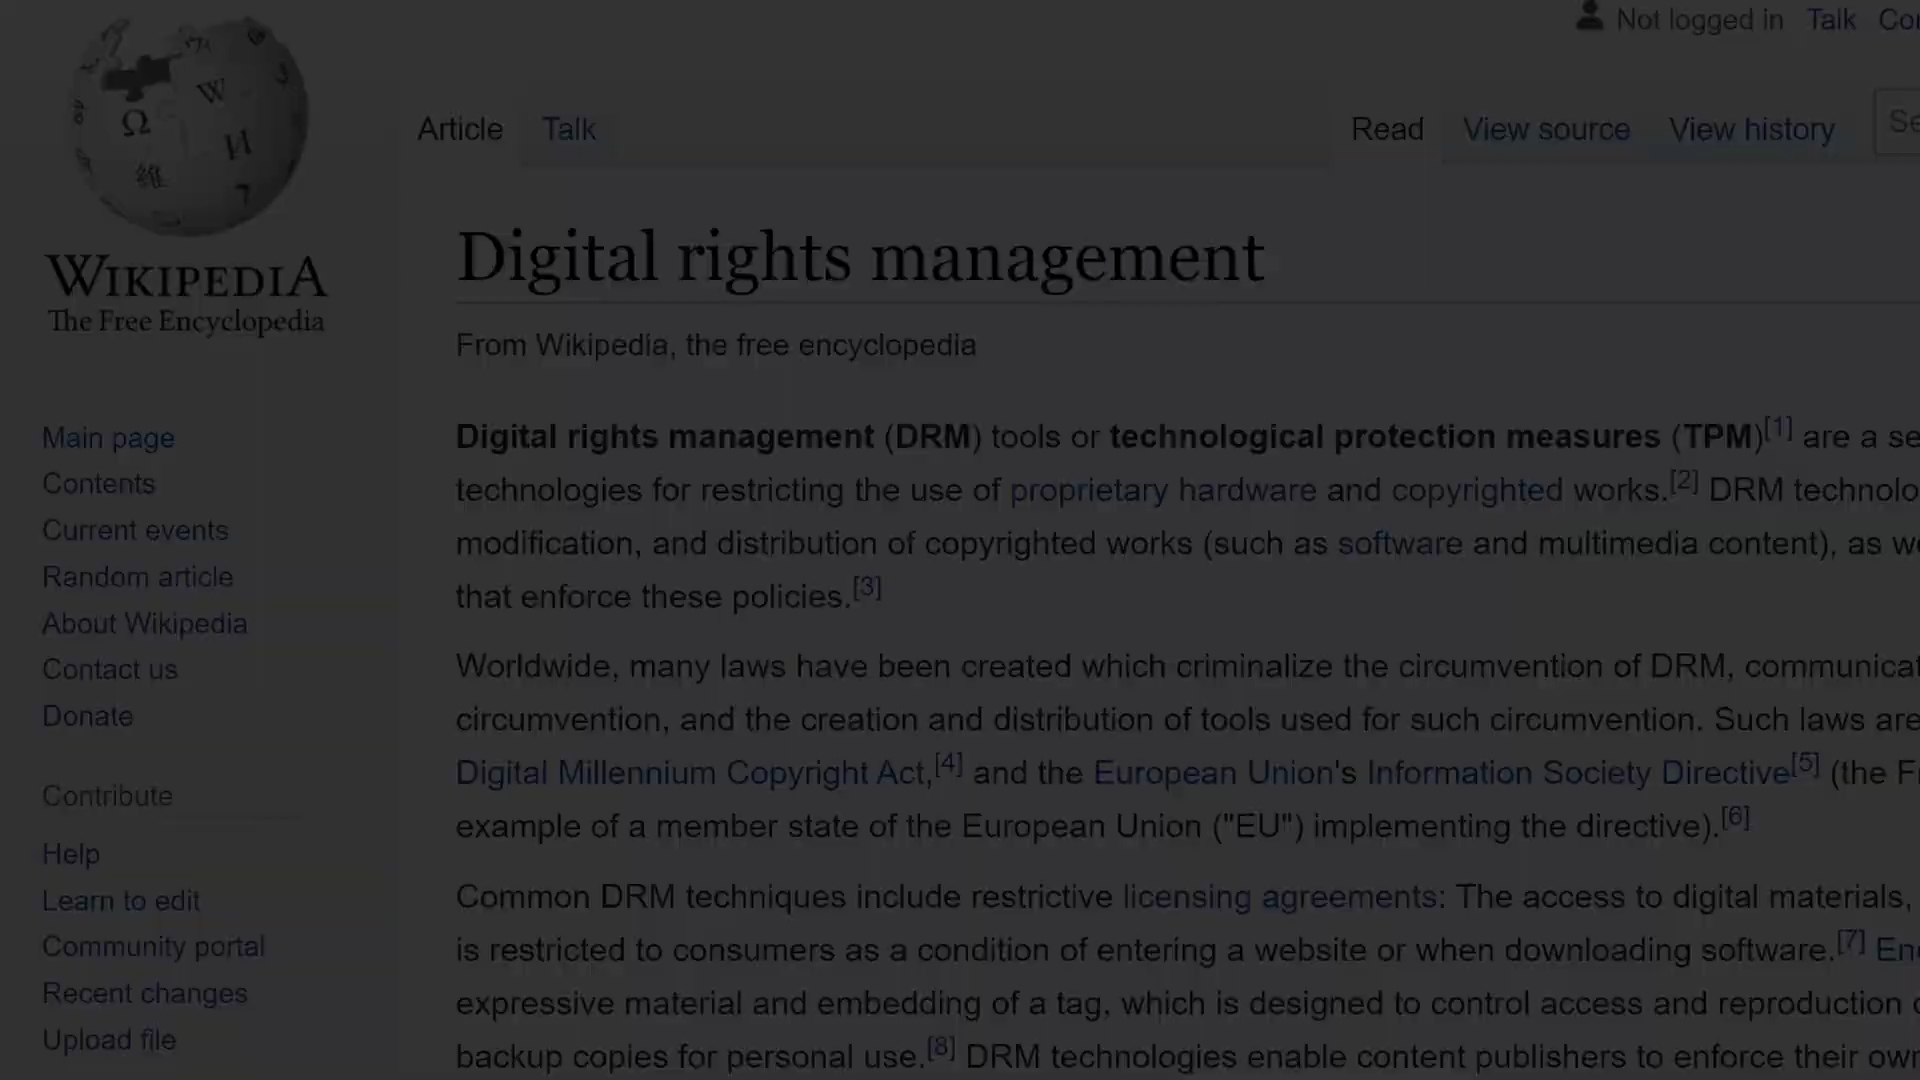 Not logged in Talk
Article Talk Read View source View history
WIKIPEDIA
The Free Encyclopedia
Digital rights management
From Wikipedia, the free encyclopedia
Main page
Contents
Current events
Random article
About Wikipedia
Contact us
Donate
Contribute
Help
Learn to edit
Community portal
Recent changes
Upload file
Digital rights management (DRM) tools or technological protection measures (TPM)[1] are a
technologies for restricting the use of proprietary hardware and copyrighted works.[2] DRM
modification, and distribution of copyrighted works (such as software and multimedia content), as
that enforce these policies.[3]
Worldwide, many laws have been created which criminalize the circumvention of DRM,
circumvention, and the creation and distribution of tools used for such circumvention. Such laws are
Digital Millennium Copyright Act,[4] and the European Union's Information Society Directive[5] (the
example of a member state of the European Union ("EU") implementing the directive).[6]
Common DRM techniques include restrictive licensing agreements: The access to digital materials,
is restricted to consumers as a condition of entering a website or when downloading software.[7]
expressive material and embedding of a tag, which is designed to control access and reproduction
backup copies for personal use.[8] DRM technologies enable content publishers to enforce their